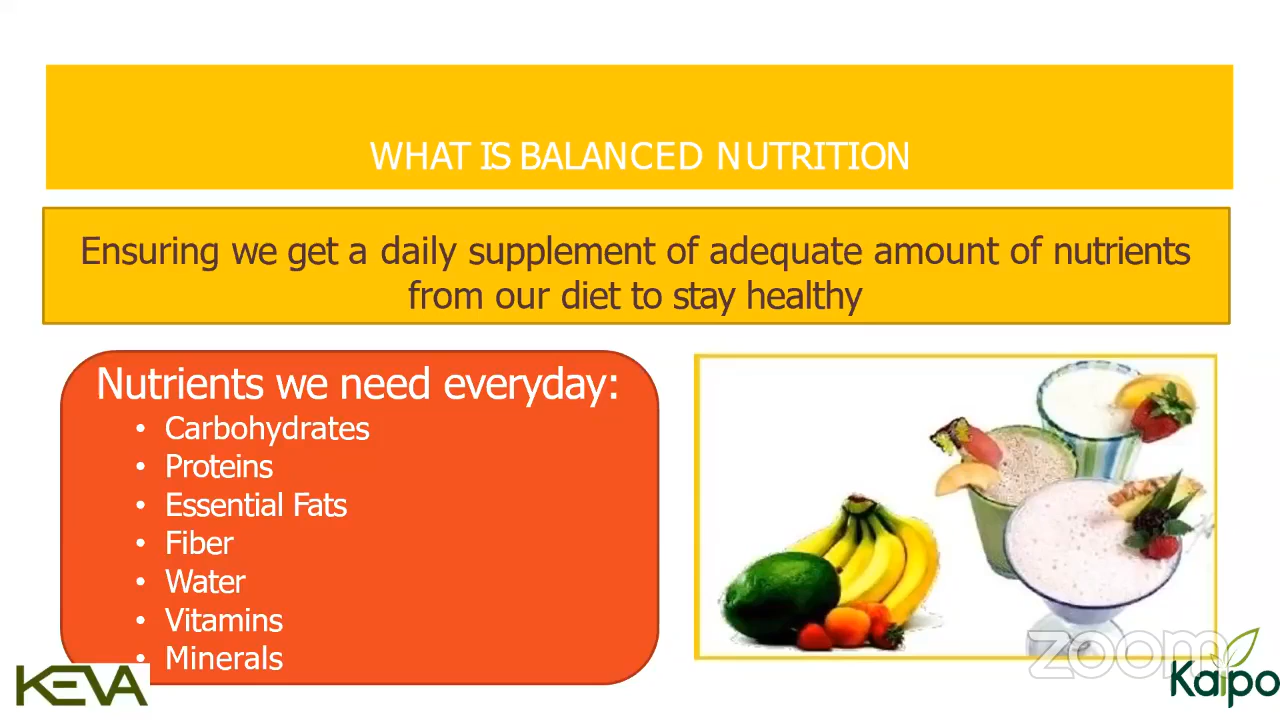 WHAT IS BALANCED NUTRITION
Ensuring we get a daily supplement of adequate amount of nutrients
from our diet to stay healthy
Nutrients we need everyday:
• Carbohydrates
• Proteins
• Essential Fats
• Fiber
• Water
• Vitamins
• Minerals
KEVA
zoom
Kaipo